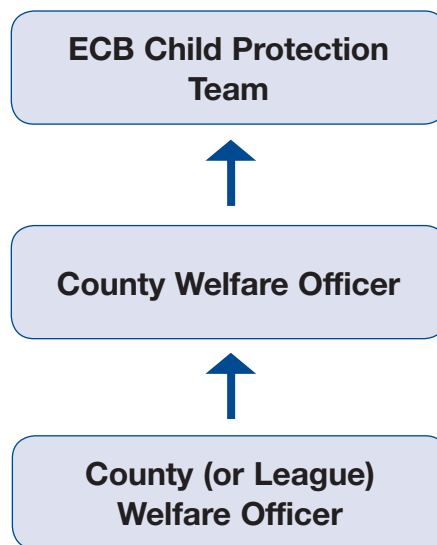 ECB Child Protection
Team
County Welfare Officer
County (or League)
Welfare Officer